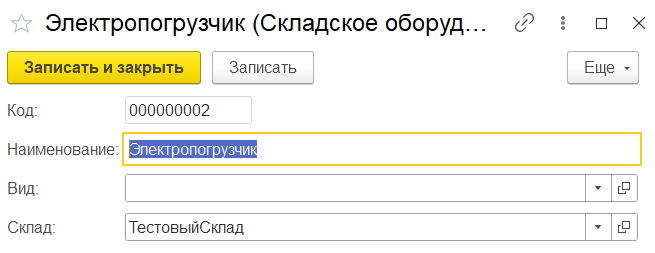 Электропогрузчик (Складское оборуд...
Записать и закрыть Записать Еще
Код: 000000002
Наименование: Электропогрузчик
Вид:
Склад: ТестовыйСклад